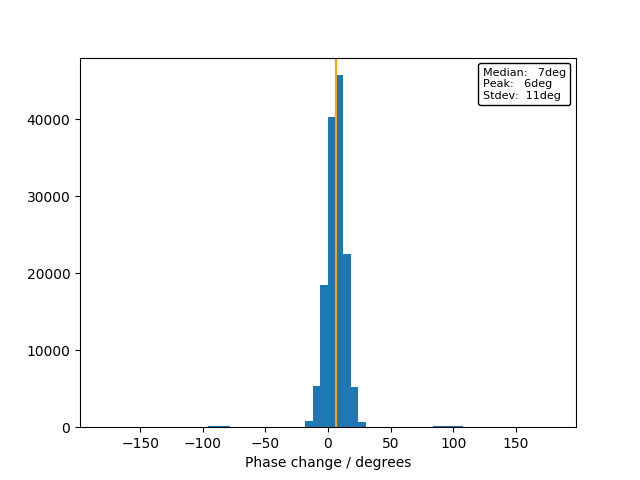 Median:   7deg
Peak:   6deg
Stdev:  11deg
40000
30000
20000
10000
0
−150 −100 −50 0 50 100 150
Phase change / degrees